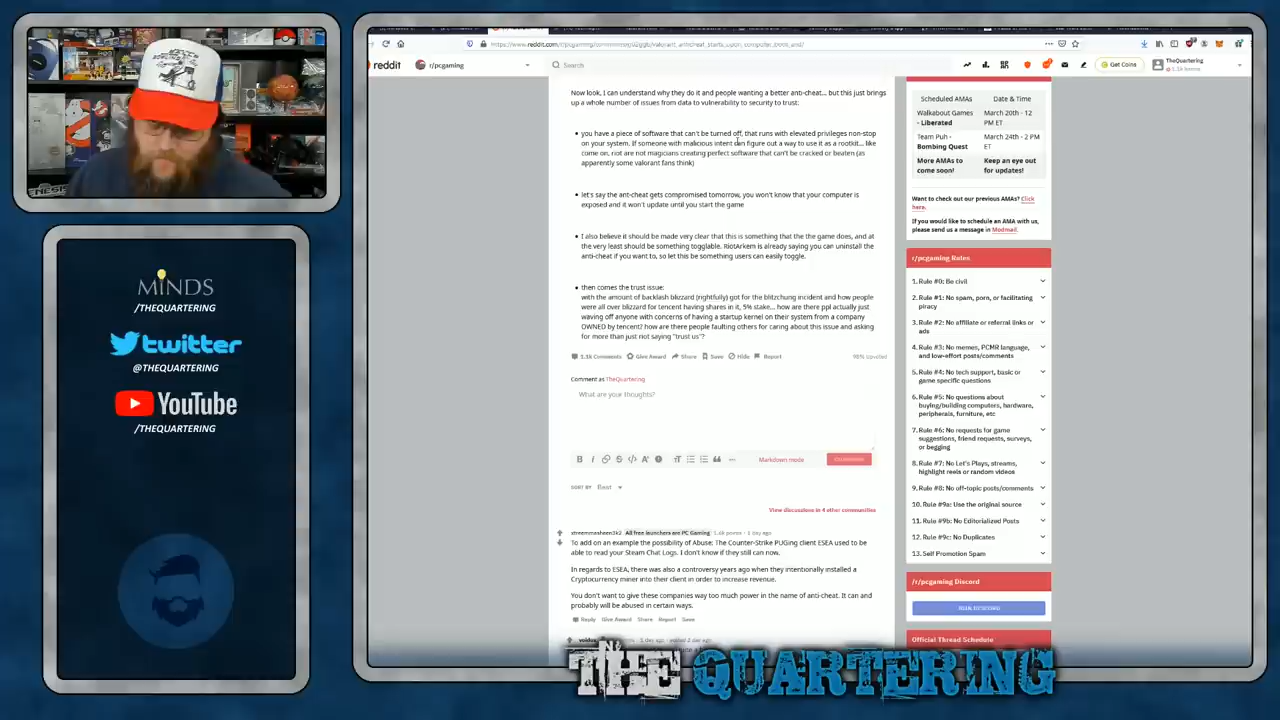 https://www.reddit.com/r/pcgaming/
reddit
r/pcgaming
Search
Get Coins
TheQuartering
Now look, I can understand why they do it and people wanting a better anti-cheat... but this just brings
up a whole number of issues from data to vulnerability to security to trust.
you have a piece of software that can't be turned off, that runs with elevated privileges non-stop
on your system. If someone with malicious intent can figure out a way to use it as a rootkit... like
come on, riot are not magicians creating perfect software that can't be cracked or beaten (as
apparently some valorant fans think)
let's say the ant-cheat gets compromised tomorrow, you won't know that your computer is
exposed and it won't update until you start the game
I also believe it should be made very clear that this is something that the the game does, and at
the very least should be something togglable. RiotArkem is already saying you can uninstall the
anti-cheat if you want to, so let this be something users can easily toggle.
then comes the trust issue:
with the amount of backlash blizzard (rightfully) got for the blitzchung incident and how people
were all over blizzard for tencent having shares in it, 5% stake... how are there ppl actually just
waving off anyone with concerns of having a startup kernel on their system from a company
OWNED by tencent? how are there people faulting others for caring about this issue and asking
for more than just riot saying "trust us"?
Comments Give Award Share Save Hide Report
Comment as TheQuartering
What are your thoughts?
B i A Markdown mode
SORT BY Best
View discussions in 4 other communities
All free launchers are PC Gaming 1 day ago
To add on an example the possibility of Abuse: The Counter-Strike PUGing client ESEA used to be
able to read your Steam Chat Logs. I don't know if they still can now.
In regards to ESEA, there was also a controversy years ago when they intentionally installed a
Cryptocurrency miner into their client in order to increase revenue.
You don't want to give these companies way too much power in the name of anti-cheat. It can and
probably will be abused in certain ways.
Reply Give Award Share Report Save
Scheduled AMAs Date & Time
Walkabout Games March 20th - 12
- Liberated PM ET
Team Puh - March 24th - 2 PM
Bombing Quest ET
More AMAs to Keep an eye out
come soon! for updates!
Want to check out our previous AMAs? Click
here.
If you would like to schedule an AMA with us,
please send us a message in Modmail.
r/pcgaming Rules
1. Rule #0: Be civil
2. Rule #1: No spam, porn, or facilitating
piracy
3. Rule #2: No affiliate or referral links or
ads
4. Rule #3: No memes, PCMR language,
and low-effort posts/comments
5. Rule #4: No tech support, basic or
game specific questions
6. Rule #5: No questions about
buying/building computers, hardware,
peripherals, furniture, etc
7. Rule #6: No requests for game
suggestions, friend requests, surveys,
or begging
8. Rule #7: No Let's Plays, streams,
highlight reels or random videos
9. Rule #8: No off-topic posts/comments
10. Rule #9a: Use the original source
11. Rule #9b: No Editorialized Posts
12. Rule #9c: No Duplicates
13. Self Promotion Spam
/r/pcgaming Discord
JOIN DISCORD
Official Thread Schedule
MINDS
/THEQUARTERING
twitter
@THEQUARTERING
YouTube
/THEQUARTERING
THE QUARTERING